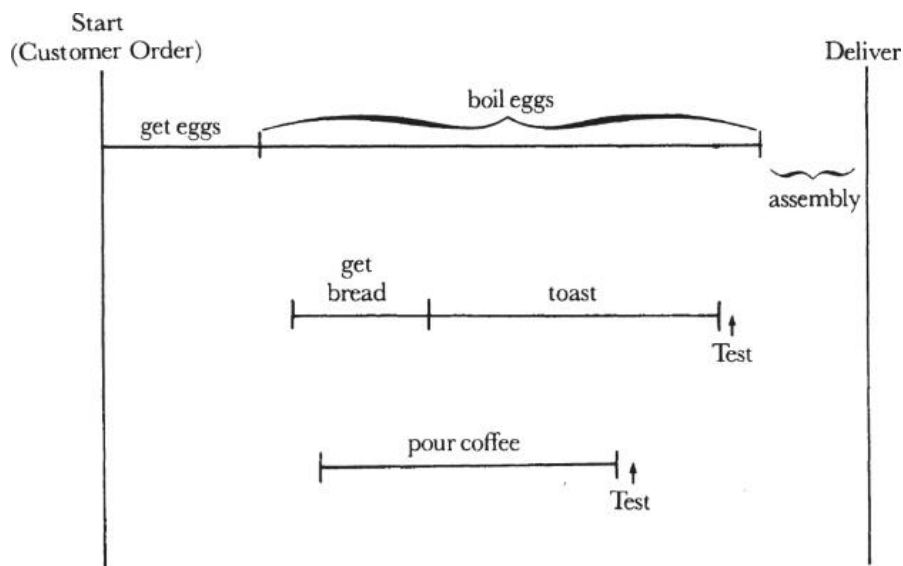 Start
(Customer Order)
Deliver
boil eggs
get eggs
assembly
get
bread
toast
Test
pour coffee
Test